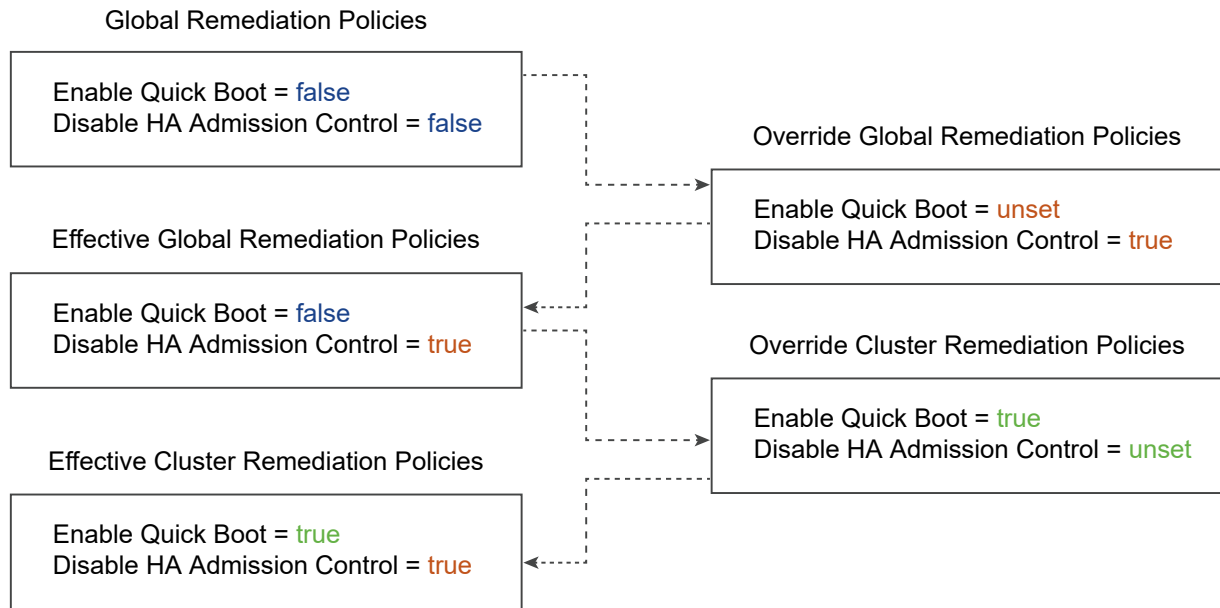 Global Remediation Policies
Enable Quick Boot = false
Disable HA Admission Control = false
Override Global Remediation Policies
Enable Quick Boot = unset
Disable HA Admission Control = true
Effective Global Remediation Policies
Enable Quick Boot = false
Disable HA Admission Control = true
Override Cluster Remediation Policies
Enable Quick Boot = true
Disable HA Admission Control = unset
Effective Cluster Remediation Policies
Enable Quick Boot = true
Disable HA Admission Control = true